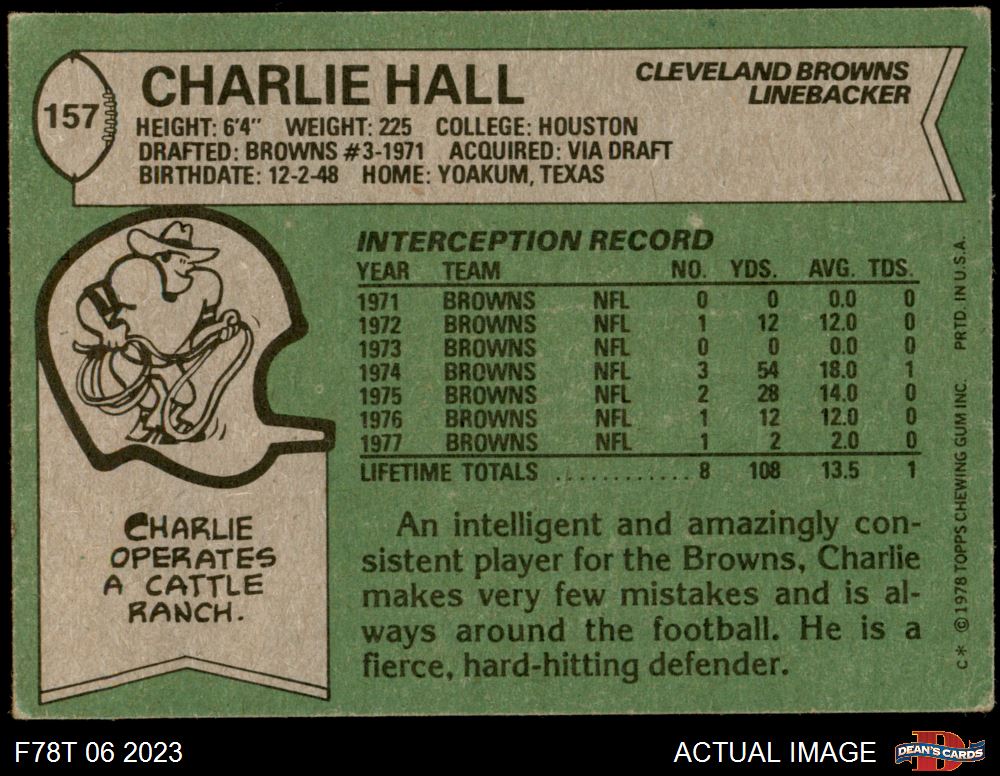 157
CHARLIE HALL
CLEVELAND BROWNS
LINEBACKER
HEIGHT: 6'4" WEIGHT: 225 COLLEGE: HOUSTON
DRAFTED: BROWNS #3-1971 ACQUIRED: VIA DRAFT
BIRTHDATE: 12-2-48 HOME: YOAKUM, TEXAS
INTERCEPTION RECORD
YEAR TEAM NO. YDS. AVG. TDS.
1971 BROWNS NFL 0 0 0.0 0
1972 BROWNS NFL 1 12 12.0 0
1973 BROWNS NFL 0 0 0.0 0
1974 BROWNS NFL 3 54 18.0 1
1975 BROWNS NFL 2 28 14.0 0
1976 BROWNS NFL 1 12 12.0 0
1977 BROWNS NFL 1 2 2.0 0
LIFETIME TOTALS ............ 8 108 13.5 1
CHARLIE
OPERATES
A CATTLE
RANCH.
An intelligent and amazingly con-
sistent player for the Browns, Charlie
makes very few mistakes and is al-
ways around the football. He is a
fierce, hard-hitting defender.
C* ©1978 TOPPS CHEWING GUM INC. PRTD. IN U.S.A.
F78T 06 2023
ACTUAL IMAGE
DEAN'S CARDS